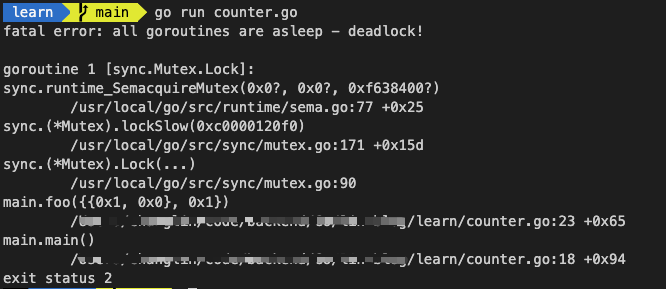 learn main go run counter.go
fatal error: all goroutines are asleep - deadlock!
goroutine 1 [sync.Mutex.Lock]:
sync.runtime_SemacquireMutex(0x0?, 0x0?, 0xf638400?)
/usr/local/go/src/runtime/sema.go:77 +0x25
sync.(*Mutex).lockSlow(0xc0000120f0)
/usr/local/go/src/sync/mutex.go:171 +0x15d
sync.(*Mutex).Lock(...)
/usr/local/go/src/sync/mutex.go:90
main.foo({{0x1, 0x0}, 0x1})
/learn/counter.go:23 +0x65
main.main()
/learn/counter.go:18 +0x94
exit status 2